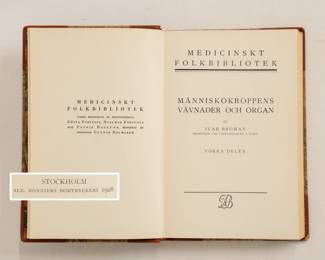 MEDICINSKT
FOLKBIBLIOTEK
STOCKHOLM
ALB. BONNIERS BOKTRYCKERI 1928
MEDICINSKT
FOLKBIBLIOTEK
MÄNNISKOKROPPENS
VÄVNADER OCH ORGAN
AV
IVAR BROMAN
FÖRRA DELEN